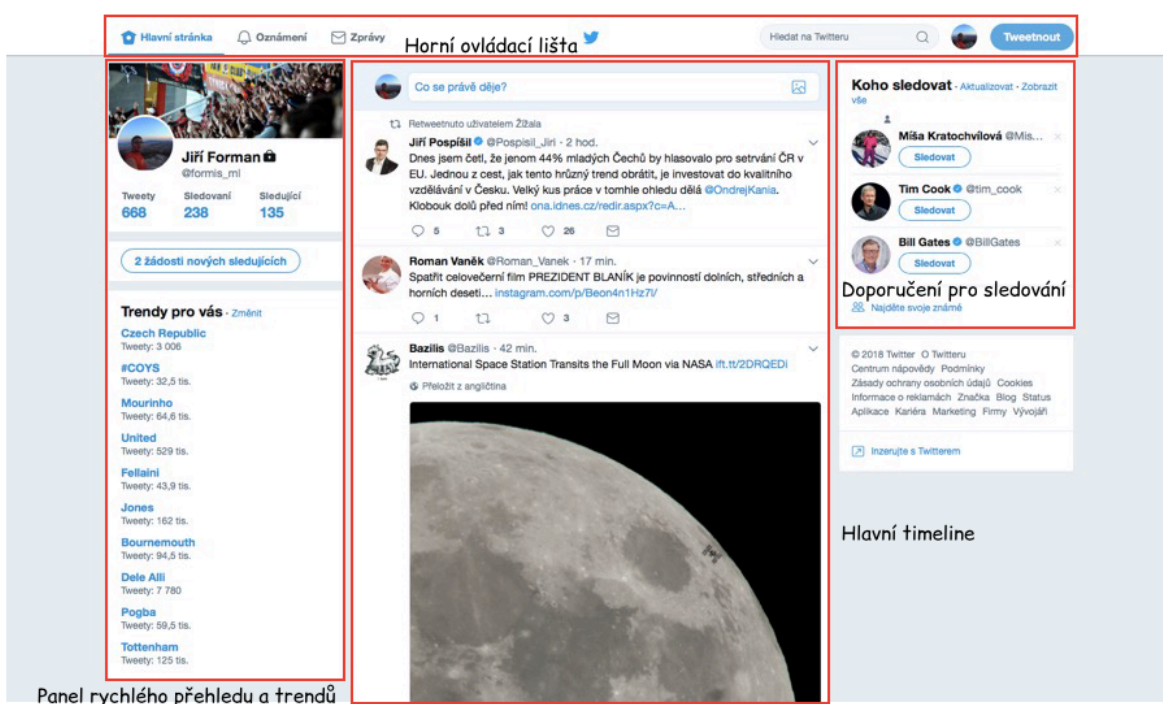 Hlavní stránka
Oznámení
Zprávy
Horní ovládací lišta
Hledat na Twitteru
Tweetnout
Jiří Forman
@formis_ml
Tweety Sledovaní Sledující
668 238 135
2 žádosti nových sledujících
Trendy pro vás · Změnit
Czech Republic
Tweety: 3 006
#COYS
Tweety: 32,5 tis.
Mourinho
Tweety: 64,6 tis.
United
Tweety: 529 tis.
Fellaini
Tweety: 43,9 tis.
Jones
Tweety: 162 tis.
Bournemouth
Tweety: 94,5 tis.
Dele Alli
Tweety: 7 780
Pogba
Tweety: 59,5 tis.
Tottenham
Tweety: 125 tis.
Panel rychlého přehledu a trendů
Co se právě děje?
Retweetnuto uživatelem Žížala
Jiří Pospíšil @Pospisil_Jiri · 2 hod.
Dnes jsem četl, že jenom 44% mladých Čechů by hlasovalo pro setrvání ČR v
EU. Jednou z cest, jak tento hrůzný trend obrátit, je investovat do kvalitního
vzdělávání v Česku. Velký kus práce v tomhle ohledu dělá @OndrejKania.
Klobouk dolů před ním! ona.idnes.cz/redir.aspx?c=A...
5 3 26
Roman Vaněk @Roman_Vanek · 17 min.
Spatřit celovečerní film PREZIDENT BLANÍK je povinností dolních, středních a
horních deseti... instagram.com/p/Beon4n1Hz7l/
1 3
Bazilis @Bazilis · 42 min.
International Space Station Transits the Full Moon via NASA ift.tt/2DRQEDi
Přeložit z angličtina
Koho sledovat · Aktualizovat · Zobrazit
vše
Míša Kratochvílová @Mis...
Sledovat
Tim Cook @tim_cook
Sledovat
Bill Gates @BillGates
Sledovat
Doporučení pro sledování
Najděte svoje známé
© 2018 Twitter O Twitteru
Centrum nápovědy Podmínky
Zásady ochrany osobních údajů Cookies
Informace o reklamách Značka Blog Status
Aplikace Kariéra Marketing Firmy Vývojáři
Inzerujte s Twitterem
Hlavní timeline